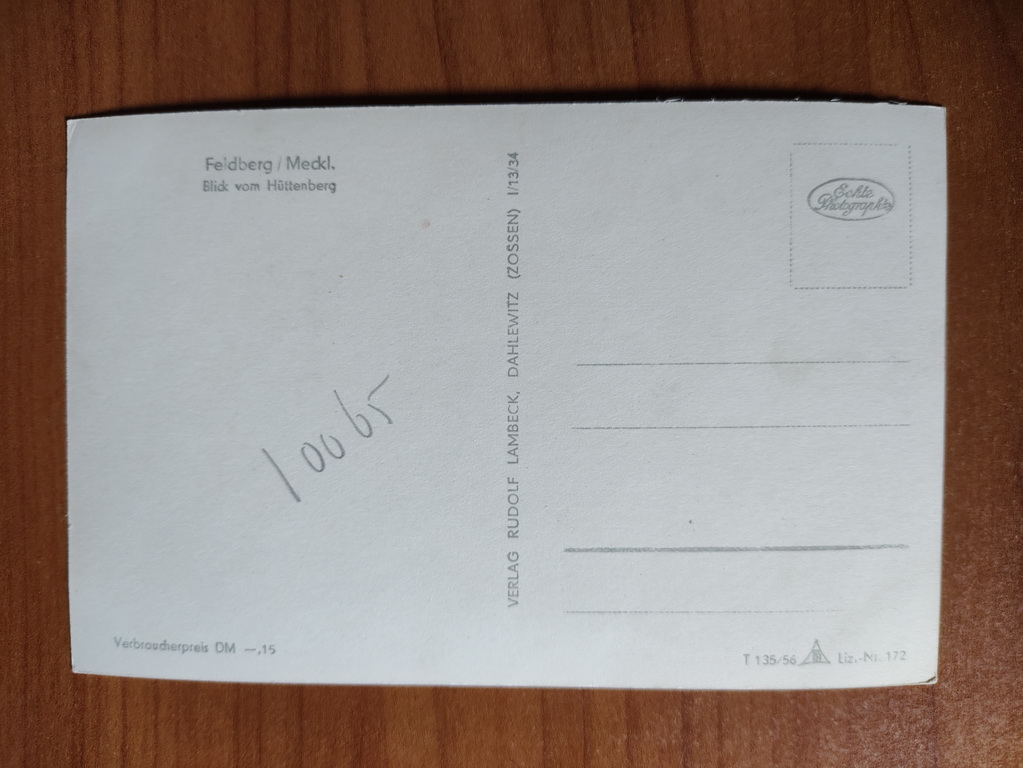 Feldberg / Meckl.
Blick vom Hüttenberg
10065
Verbraucherpreis DM —,15
VERLAG RUDOLF LAMBECK, DAHLEWITZ (ZOSSEN) I/13/34
Echte
Photographie
T 135/56 Liz.-Nr. 172